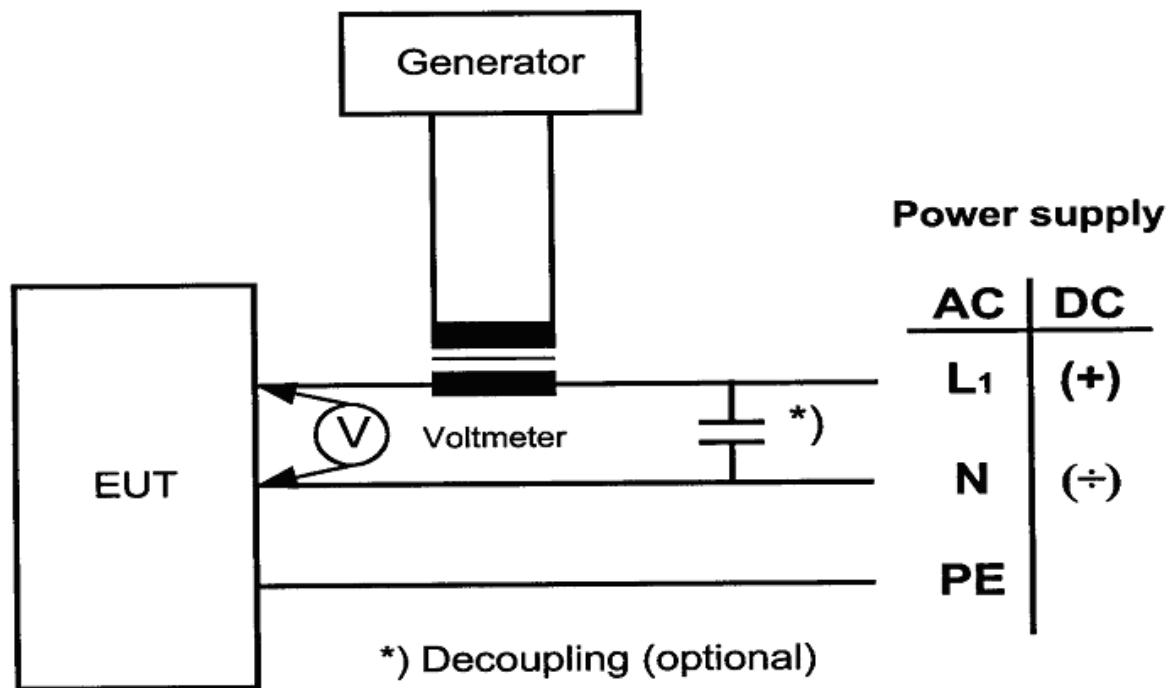 Generator
Power supply
AC DC
L1 (+)
*)
V Voltmeter
EUT
N (÷)
PE
*) Decoupling (optional)